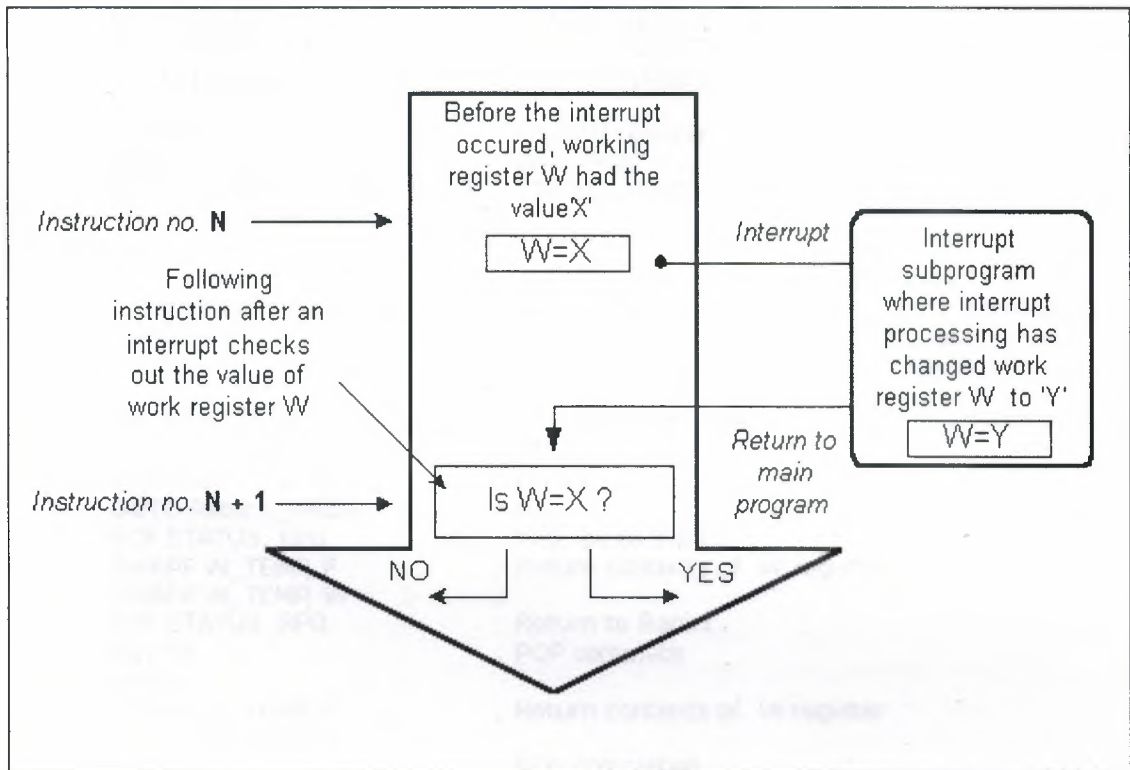 Before the interrupt
occured, working
register W had the
value'X'
W=X
Instruction no. N
Interrupt
Interrupt
subprogram
where interrupt
processing has
changed work
register W to 'Y'
W=Y
Following
instruction after an
interrupt checks
out the value of
work register W
Return to
main
program
Instruction no. N + 1
Is W=X ?
NO
YES
Return to Bank
POP
Return contents of W register